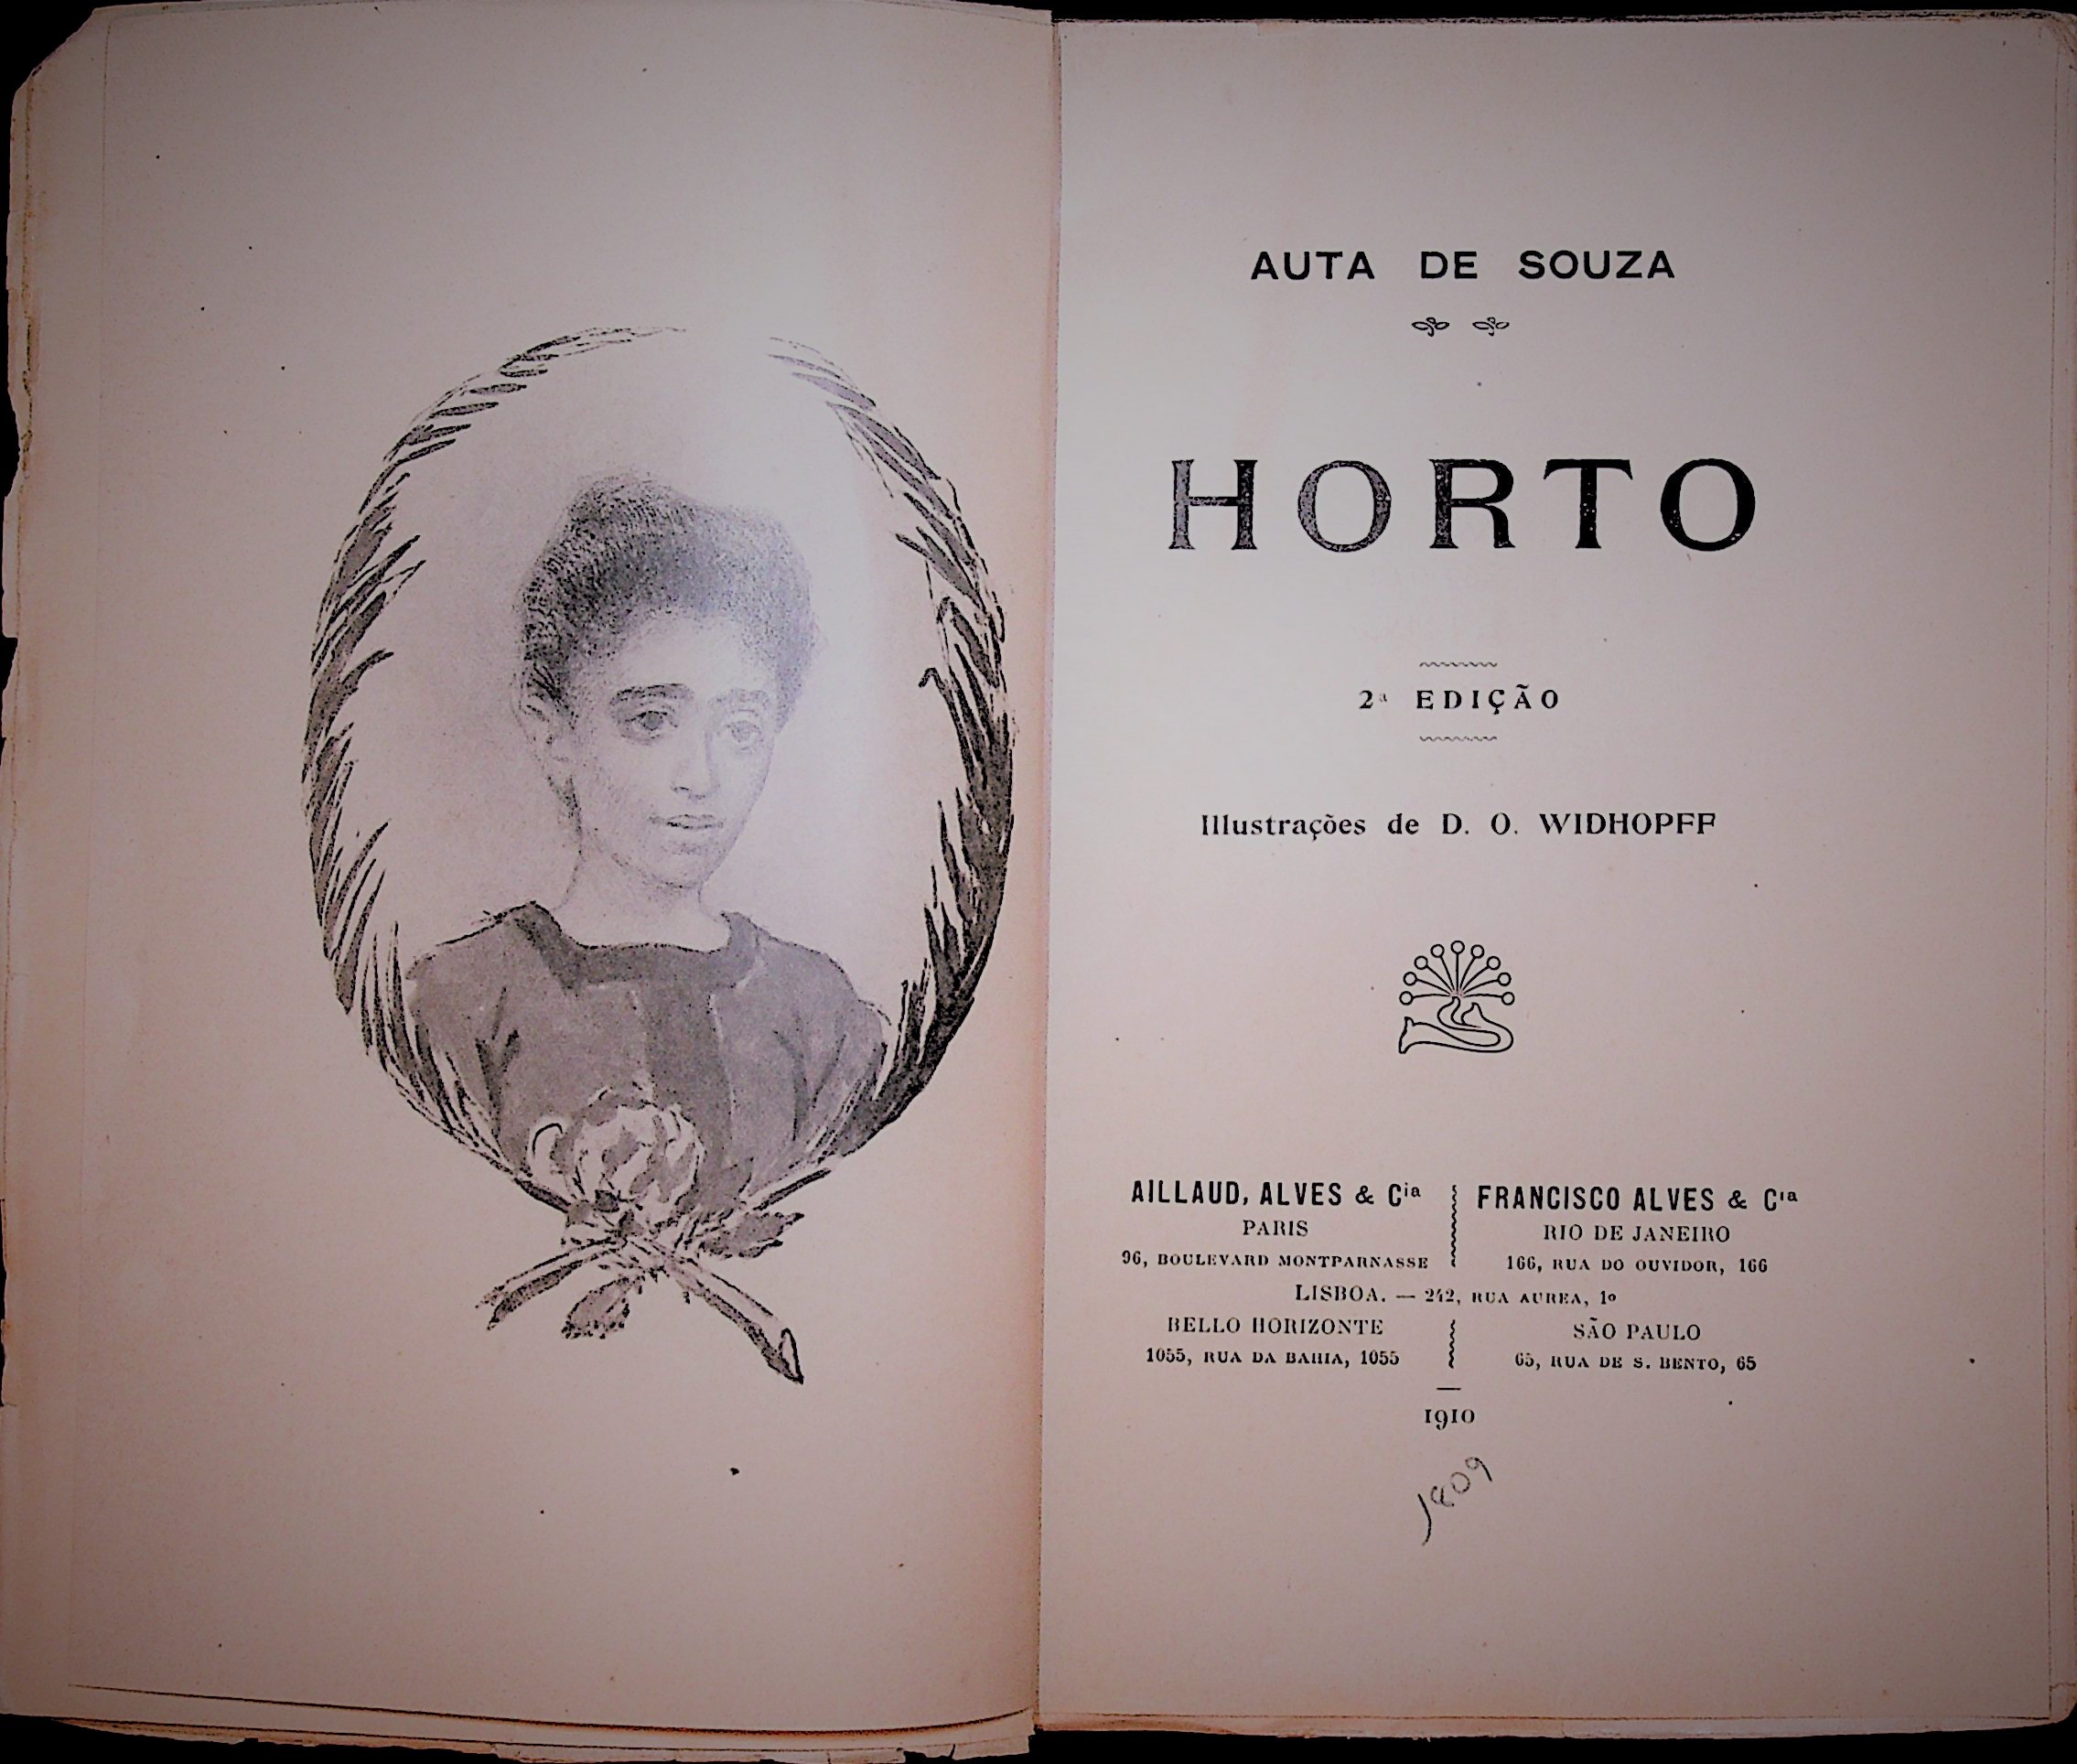 AUTA DE SOUZA
HORTO
2ª EDIÇÃO
Illustrações de D. O. WIDHOPFF
AILLAUD, ALVES & Cia
PARIS
96, BOULEVARD MONTPARNASSE
FRANCISCO ALVES & Cia
RIO DE JANEIRO
166, RUA DO OUVIDOR, 166
LISBOA. — 242, RUA AUREA, 1º
BELLO HORIZONTE
1055, RUA DA BAHIA, 1055
SÃO PAULO
65, RUA DE S. BENTO, 65
1910